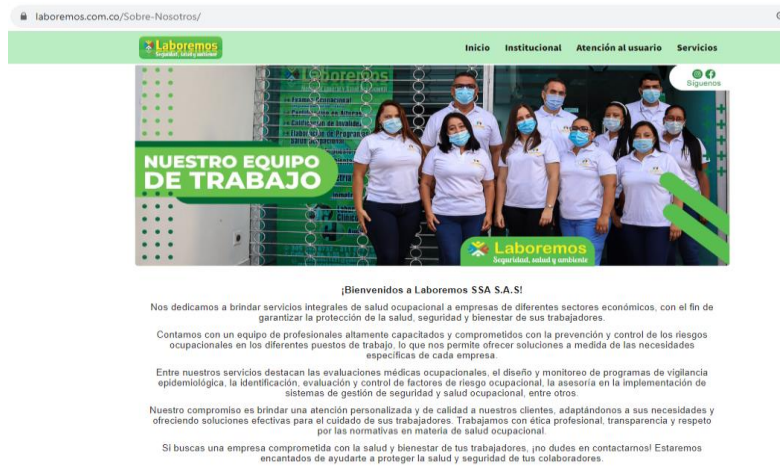 laboremos.com.co/Sobre-Nosotros/
Laboremos
Seguridad, salud y ambiente
Inicio Institucional Atención al usuario Servicios
Síguenos
Laboremos
NUESTRO EQUIPO
DE TRABAJO
Laboremos
Seguridad, salud y ambiente
¡Bienvenidos a Laboremos SSA S.A.S!
Nos dedicamos a brindar servicios integrales de salud ocupacional a empresas de diferentes sectores económicos, con el fin de
garantizar la protección de la salud, seguridad y bienestar de sus trabajadores.
Contamos con un equipo de profesionales altamente capacitados y comprometidos con la prevención y control de los riesgos
ocupacionales en los diferentes puestos de trabajo, lo que nos permite ofrecer soluciones a medida de las necesidades
específicas de cada empresa.
Entre nuestros servicios destacan las evaluaciones médicas ocupacionales, el diseño y monitoreo de programas de vigilancia
epidemiológica, la identificación, evaluación y control de factores de riesgo ocupacional, la asesoría en la implementación de
sistemas de gestión de seguridad y salud ocupacional, entre otros.
Nuestro compromiso es brindar una atención personalizada y de calidad a nuestros clientes, adaptándonos a sus necesidades y
ofreciendo soluciones efectivas para el cuidado de sus trabajadores. Trabajamos con ética profesional, transparencia y respeto
por las normativas en materia de salud ocupacional.
Si buscas una empresa comprometida con la salud y bienestar de tus trabajadores, ¡no dudes en contactarnos! Estaremos
encantados de ayudarte a proteger la salud y seguridad de tus colaboradores.